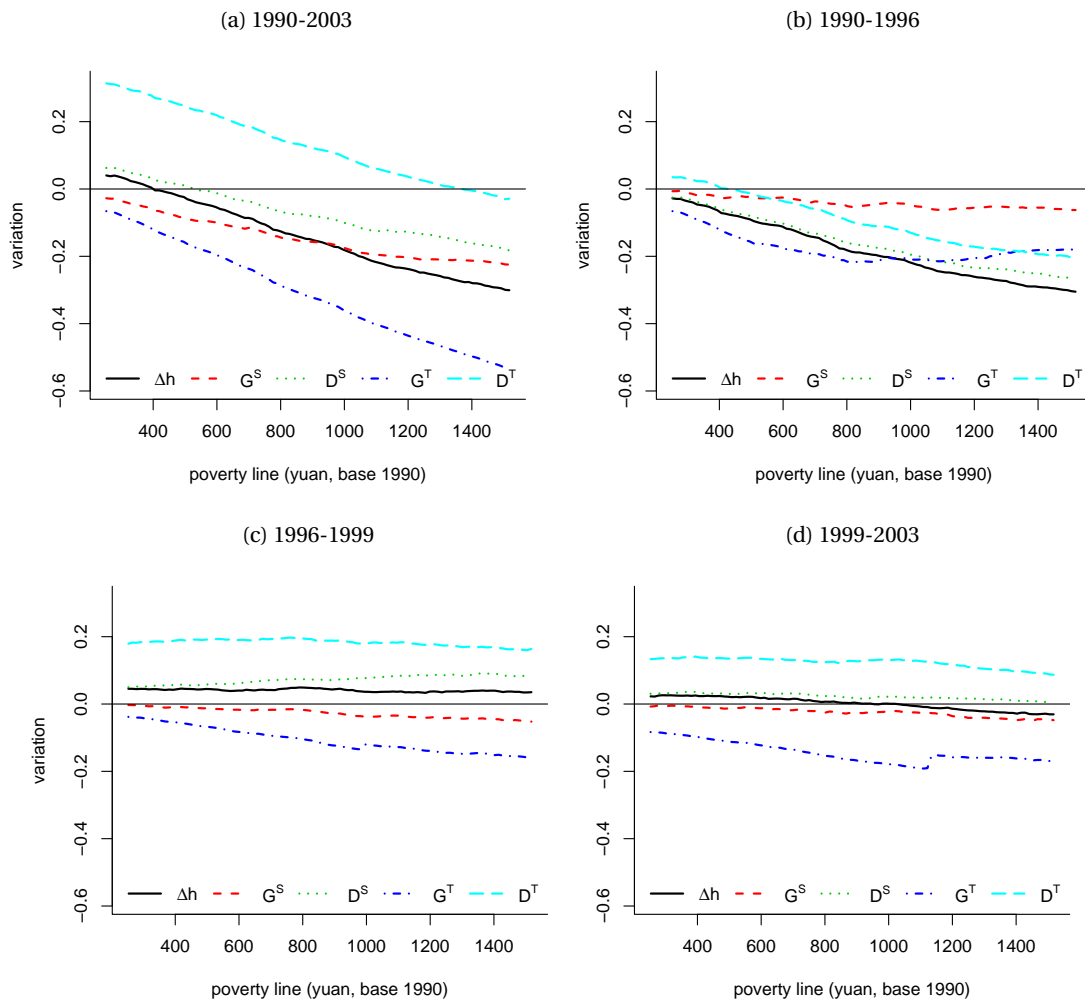 (a) 1990-2003
variation
0.2
0.0
−0.2
−0.4
−0.6
Δh G^S D^S G^T D^T
400 600 800 1000 1200 1400
poverty line (yuan, base 1990)
(b) 1990-1996
variation
0.2
0.0
−0.2
−0.4
−0.6
Δh G^S D^S G^T D^T
400 600 800 1000 1200 1400
poverty line (yuan, base 1990)
(c) 1996-1999
variation
0.2
0.0
−0.2
−0.4
−0.6
Δh G^S D^S G^T D^T
400 600 800 1000 1200 1400
poverty line (yuan, base 1990)
(d) 1999-2003
variation
0.2
0.0
−0.2
−0.4
−0.6
Δh G^S D^S G^T D^T
400 600 800 1000 1200 1400
poverty line (yuan, base 1990)